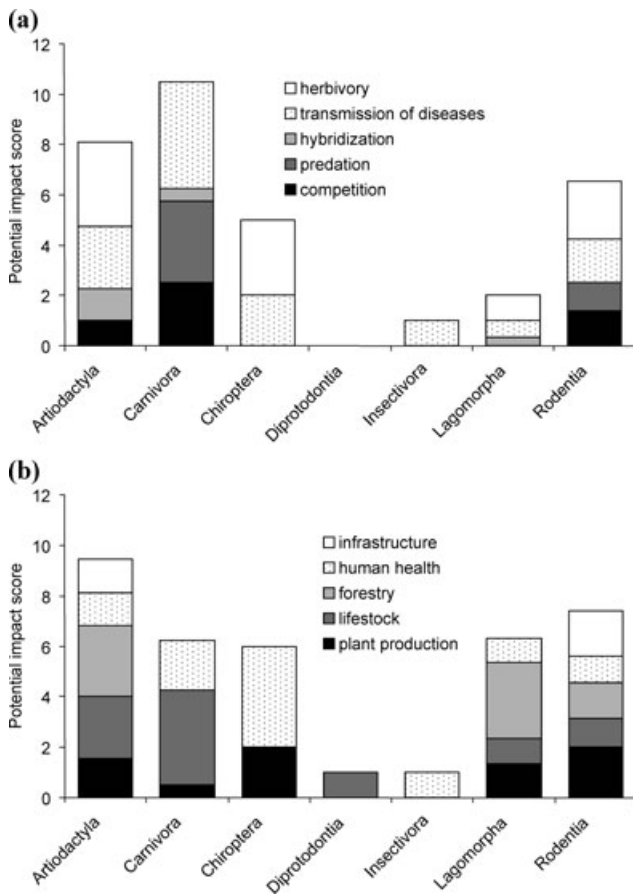 (a)
12
10
8
6
4
2
0
Potential impact score
herbivory
transmission of diseases
hybridization
predation
competition
Artiodactyla
Carnivora
Chiroptera
Diprotodontia
Insectivora
Lagomorpha
Rodentia
(b)
12
10
8
6
4
2
0
Potential impact score
infrastructure
human health
forestry
lifestock
plant production
Artiodactyla
Carnivora
Chiroptera
Diprotodontia
Insectivora
Lagomorpha
Rodentia